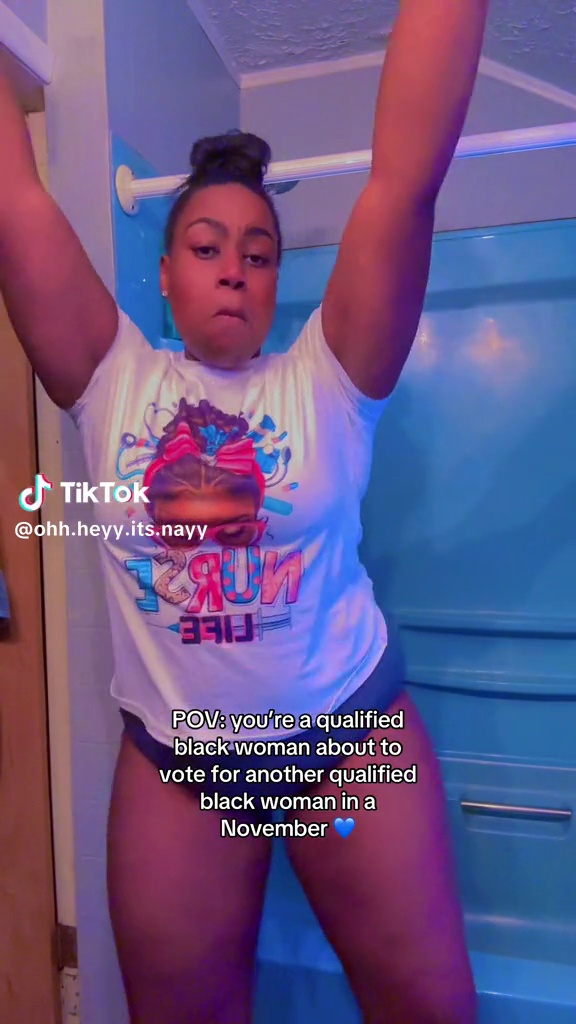 TikTok
@ohh.heyy.its.nayy
NURSE
LIFE
POV: you're a qualified
black woman about to
vote for another qualified
black woman in a
November 💙